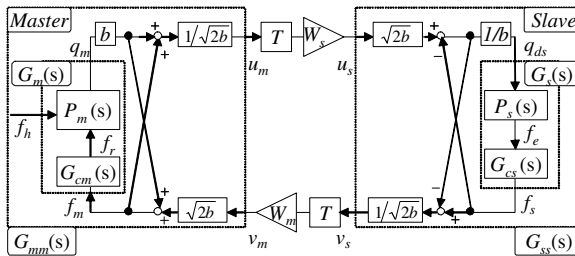 Master
Slave
b
+
+
1/√2b
T
W_s
√2b
+
−
1/b
q_m
u_m
u_s
q_ds
G_m(s)
G_s(s)
P_m(s)
P_s(s)
f_h
f_r
f_e
G_cm(s)
G_cs(s)
f_m
+
+
√2b
W_m
T
1/√2b
−
+
f_s
v_m
v_s
G_mm(s)
G_ss(s)